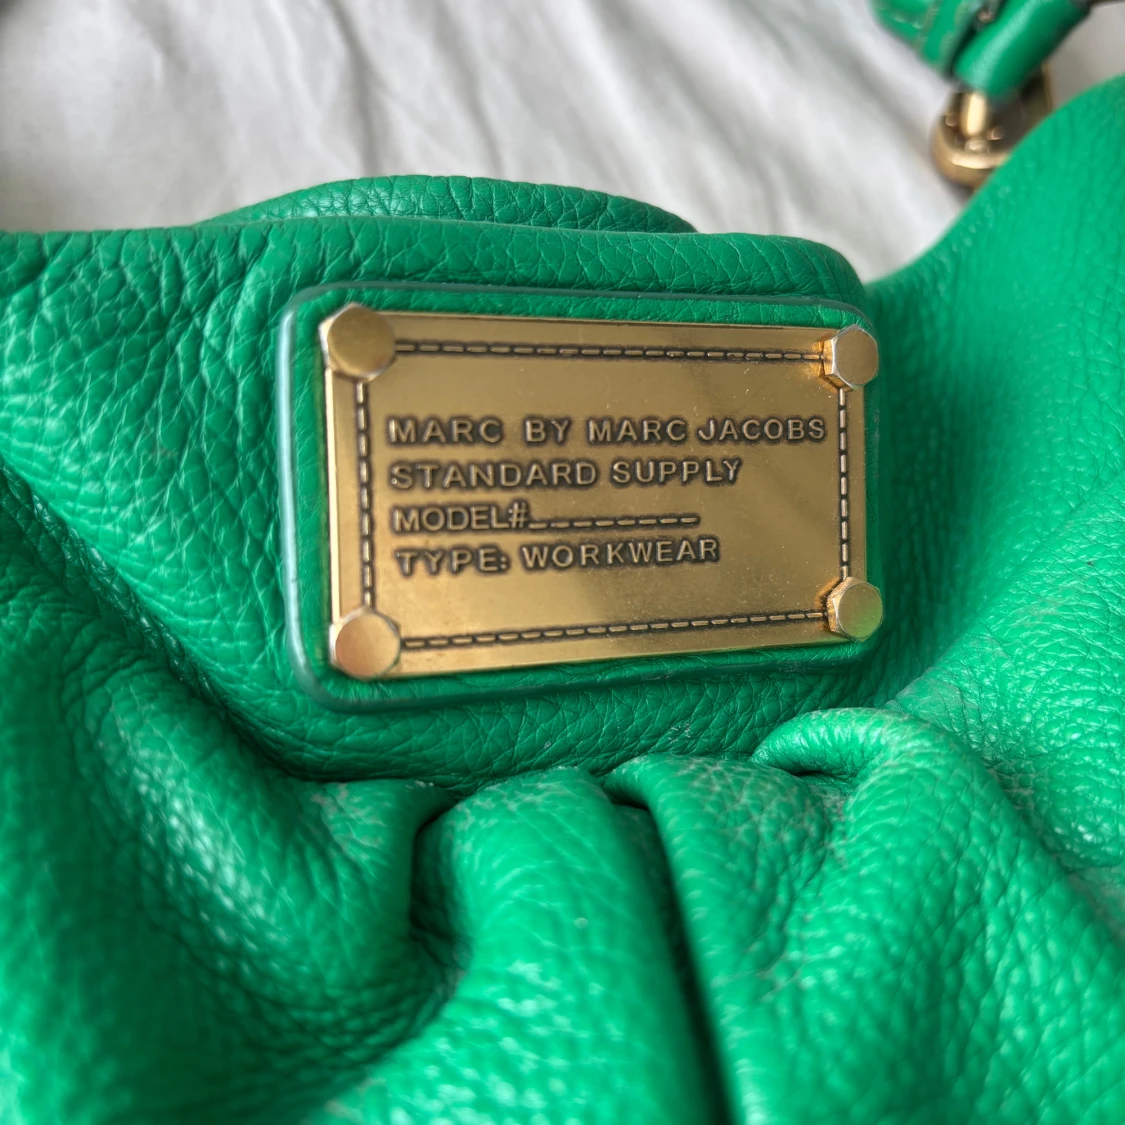 MARC BY MARC JACOBS
STANDARD SUPPLY
MODEL#_________
TYPE: WORKWEAR